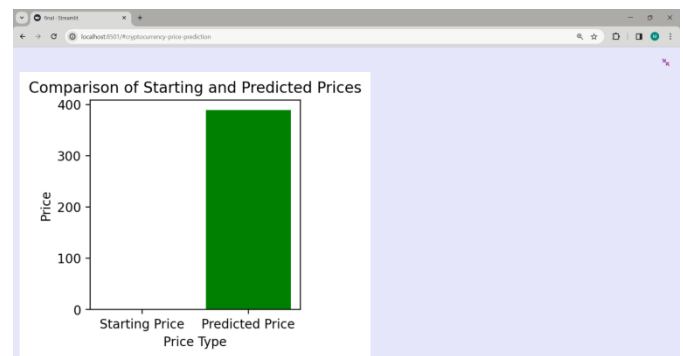 final · Streamlit
localhost:8501/#cryptocurrency-price-prediction
Comparison of Starting and Predicted Prices
400
300
200
100
0
Price
Starting Price
Predicted Price
Price Type